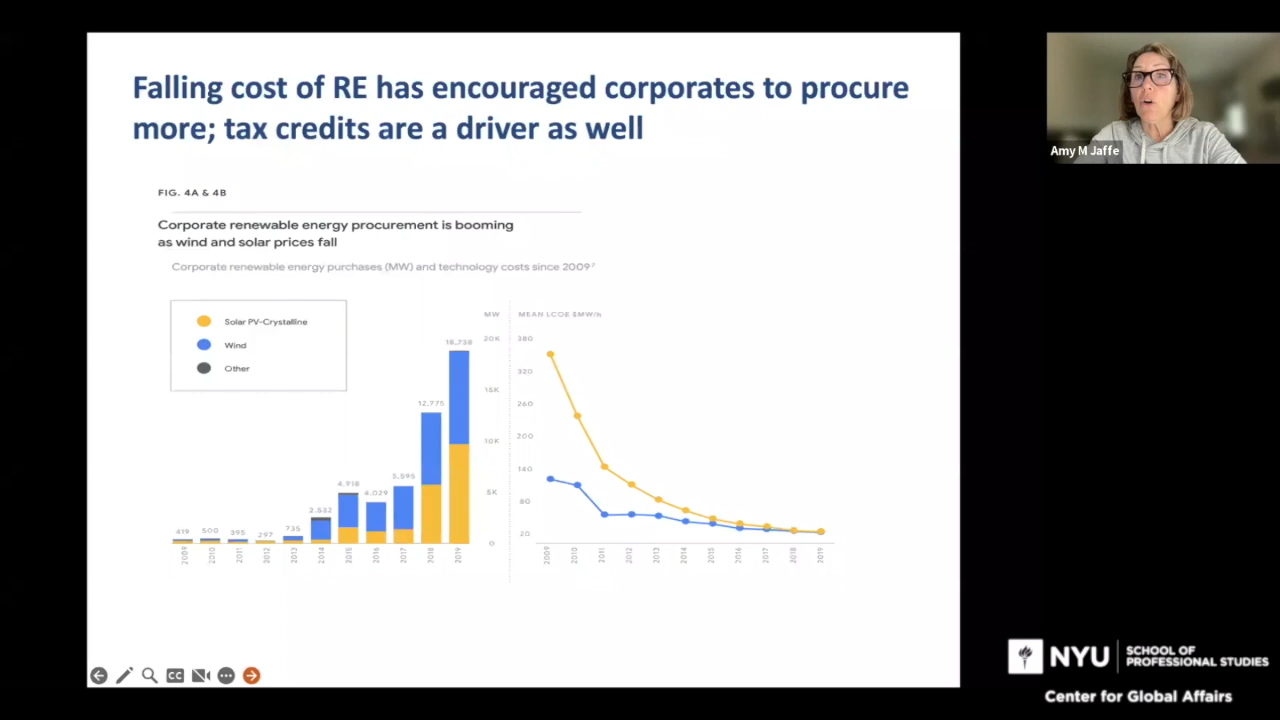 Falling cost of RE has encouraged corporates to procure
more; tax credits are a driver as well
Amy M Jaffe
FIG. 4A & 4B
Corporate renewable energy procurement is booming
as wind and solar prices fall
Corporate renewable energy purchases (MW) and technology costs since 2009⁷
Solar PV-Crystalline
Wind
Other
MW
20K
15K
10K
5K
0
419
500
395
297
735
2,532
4,918
4,029
12,775
2009
2010
2011
2012
2013
2014
2015
2016
2017
2018
2019
MEAN LCOE $MW/h
380
320
260
200
140
80
20
2009
2010
2011
2012
2013
2014
2015
2016
2017
2018
2019
CC
NYU
SCHOOL OF
PROFESSIONAL STUDIES
Center for Global Affairs